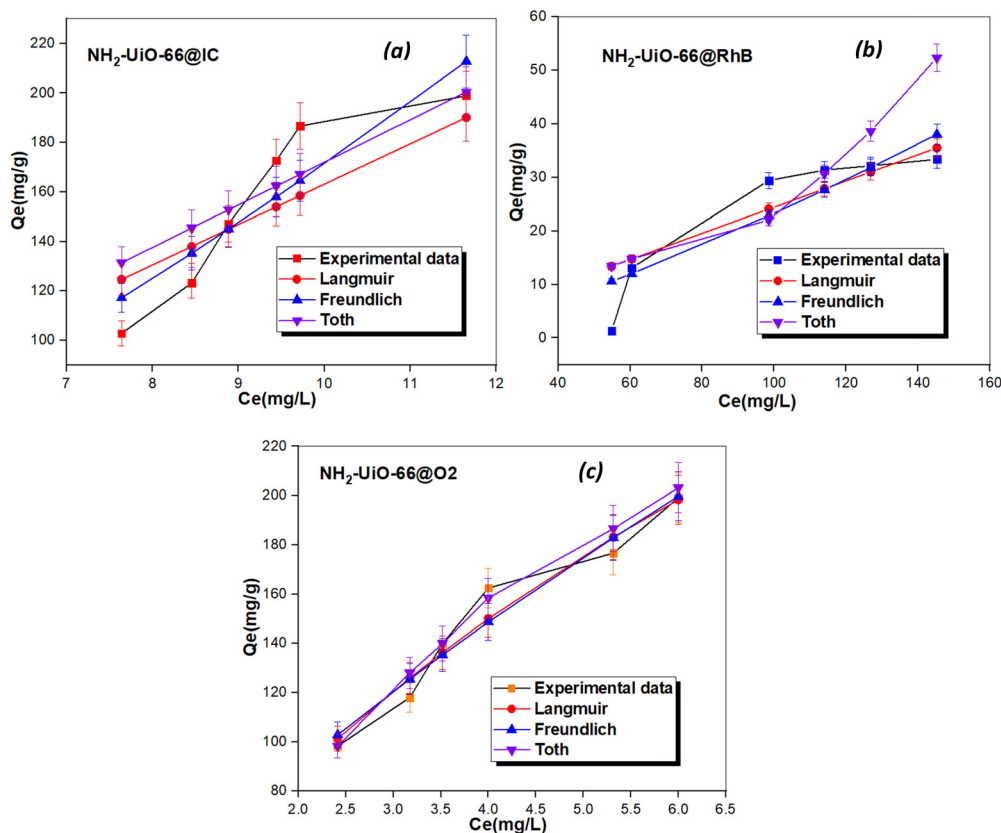 NH2-UiO-66@IC
(a)
Qe(mg/g)
220
200
180
160
140
120
100
Experimental data
Langmuir
Freundlich
Toth
7 8 9 10 11 12
Ce(mg/L)
NH2-UiO-66@RhB
(b)
Qe(mg/g)
60
50
40
30
20
10
0
Experimental data
Langmuir
Freundlich
Toth
40 60 80 100 120 140 160
Ce(mg/L)
NH2-UiO-66@O2
(c)
Qe(mg/g)
200
180
160
140
120
100
80
Experimental data
Langmuir
Freundlich
Toth
2.0 2.5 3.0 3.5 4.0 4.5 5.0 5.5 6.0 6.5
Ce(mg/L)